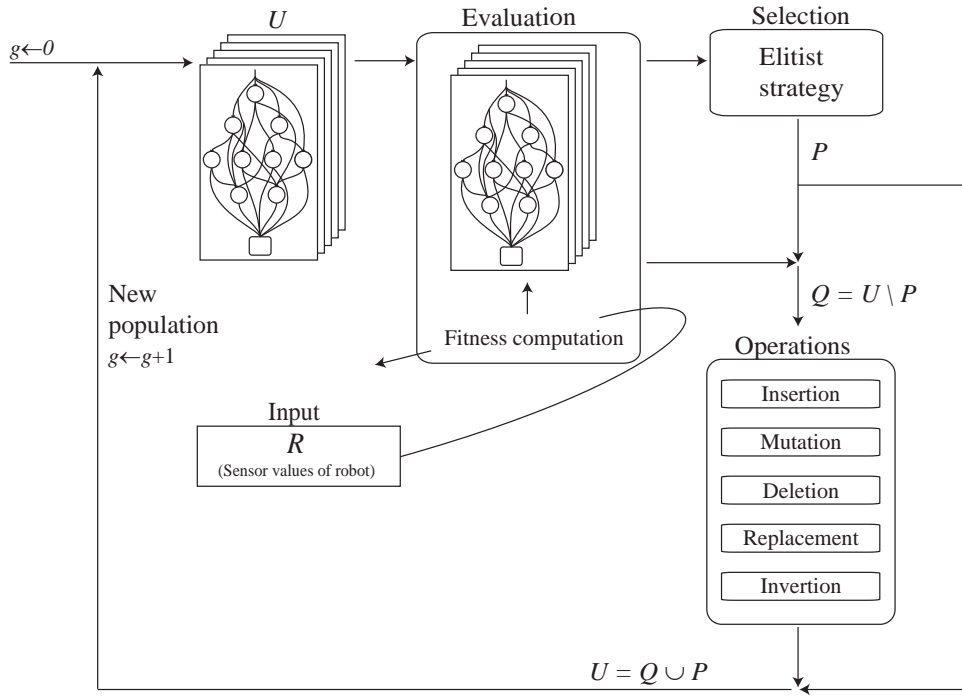 U
Evaluation
Selection
g←0
Elitist
strategy
P
New
population
g←g+1
Q = U \ P
Fitness computation
Operations
Input
R
(Sensor values of robot)
Insertion
Mutation
Deletion
Replacement
Invertion
U = Q ∪ P